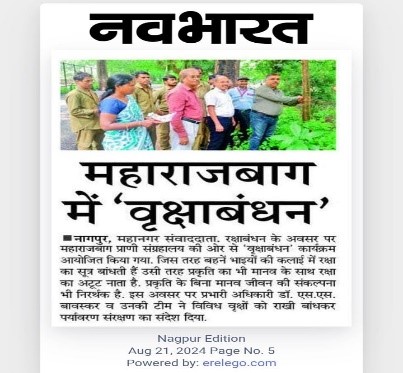 नवभारत
महाराजबाग
में ‘वृक्षाबंधन’
■ नागपुर, महानगर संवाददाता. रक्षाबंधन के अवसर पर
महाराजबाग प्राणी संग्रहालय की ओर से ‘वृक्षाबंधन’ कार्यक्रम
आयोजित किया गया. जिस तरह बहनें भाइयों की कलाई में रक्षा
का सूत्र बांधती हैं उसी तरह प्रकृति का भी मानव के साथ रक्षा
का अटूट नाता है. प्रकृति के बिना मानव जीवन की संकल्पना
भी निरर्थक है. इस अवसर पर प्रभारी अधिकारी डॉ. एस.एस.
बावस्कर व उनकी टीम ने विविध वृक्षों को राखी बांधकर
पर्यावरण संरक्षण का संदेश दिया.
Nagpur Edition
Aug 21, 2024 Page No. 5
Powered by: erelego.com